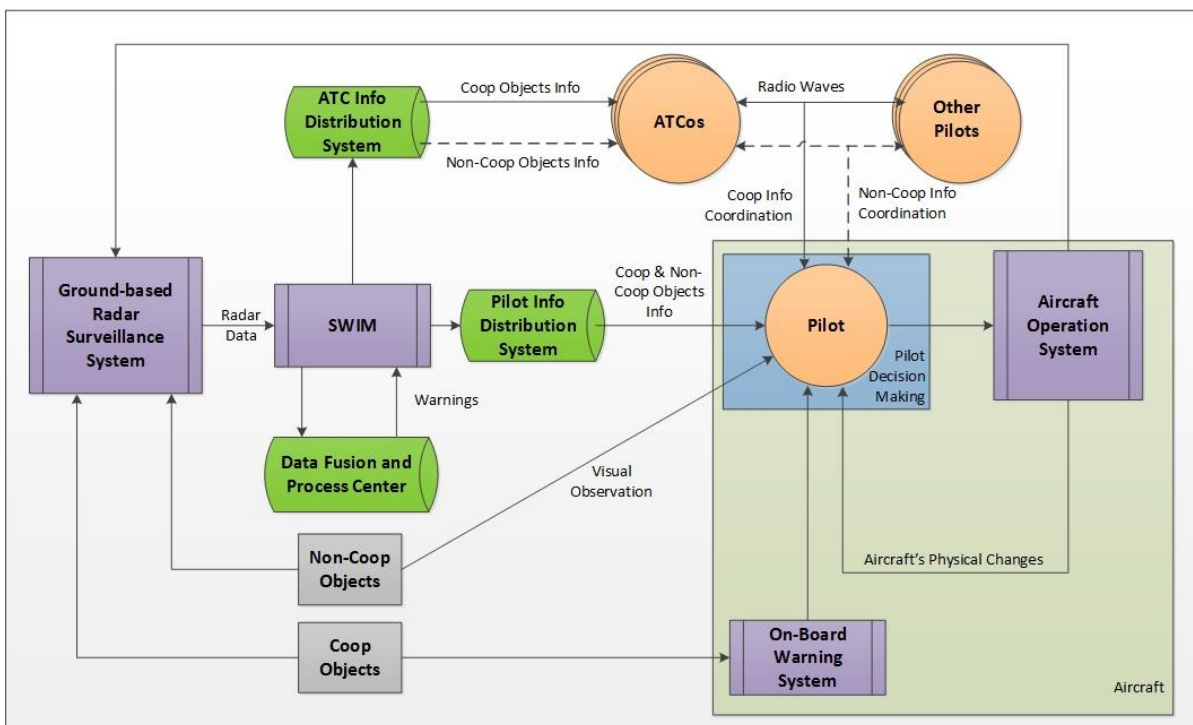 ATC Info
Distribution
System
Coop Objects Info
Non-Coop Objects Info
ATCos
Radio Waves
Other
Pilots
Coop Info
Coordination
Non-Coop Info
Coordination
Ground-based
Radar
Surveillance
System
Radar
Data
SWIM
Pilot Info
Distribution
System
Coop & Non-
Coop Objects
Info
Pilot
Pilot
Decision
Making
Aircraft
Operation
System
Warnings
Data Fusion and
Process Center
Visual
Observation
Non-Coop
Objects
Aircraft's Physical Changes
Coop
Objects
On-Board
Warning
System
Aircraft